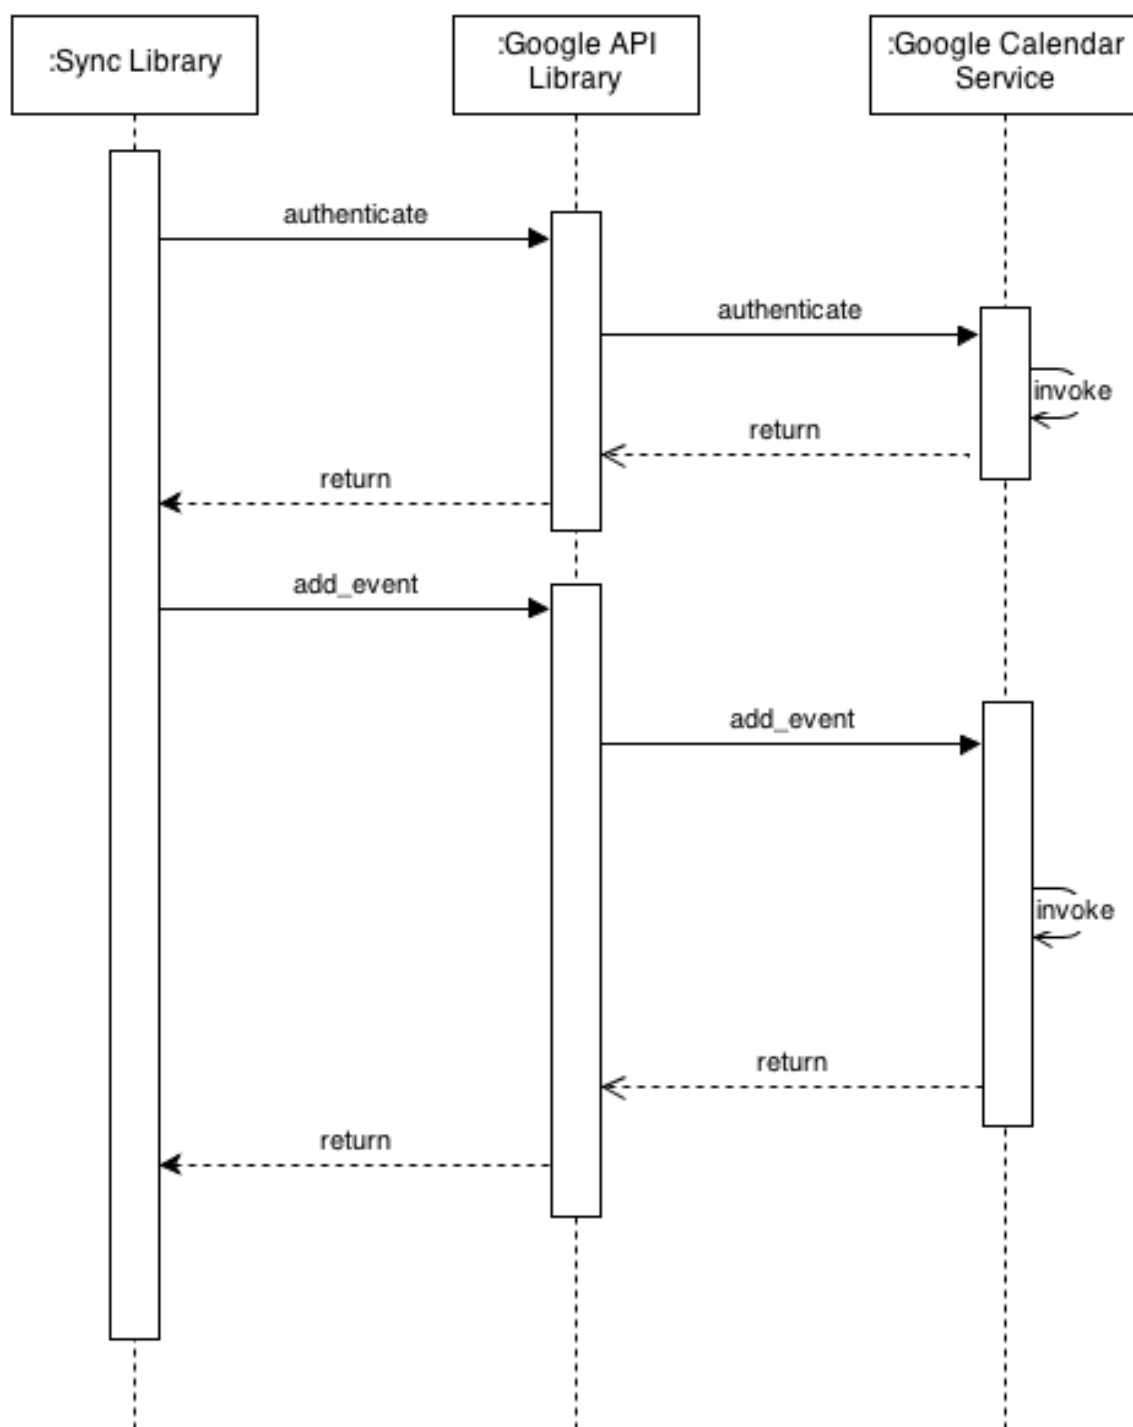 :Sync Library
:Google API
Library
:Google Calendar
Service
authenticate
authenticate
invoke
return
return
add_event
add_event
invoke
return
return